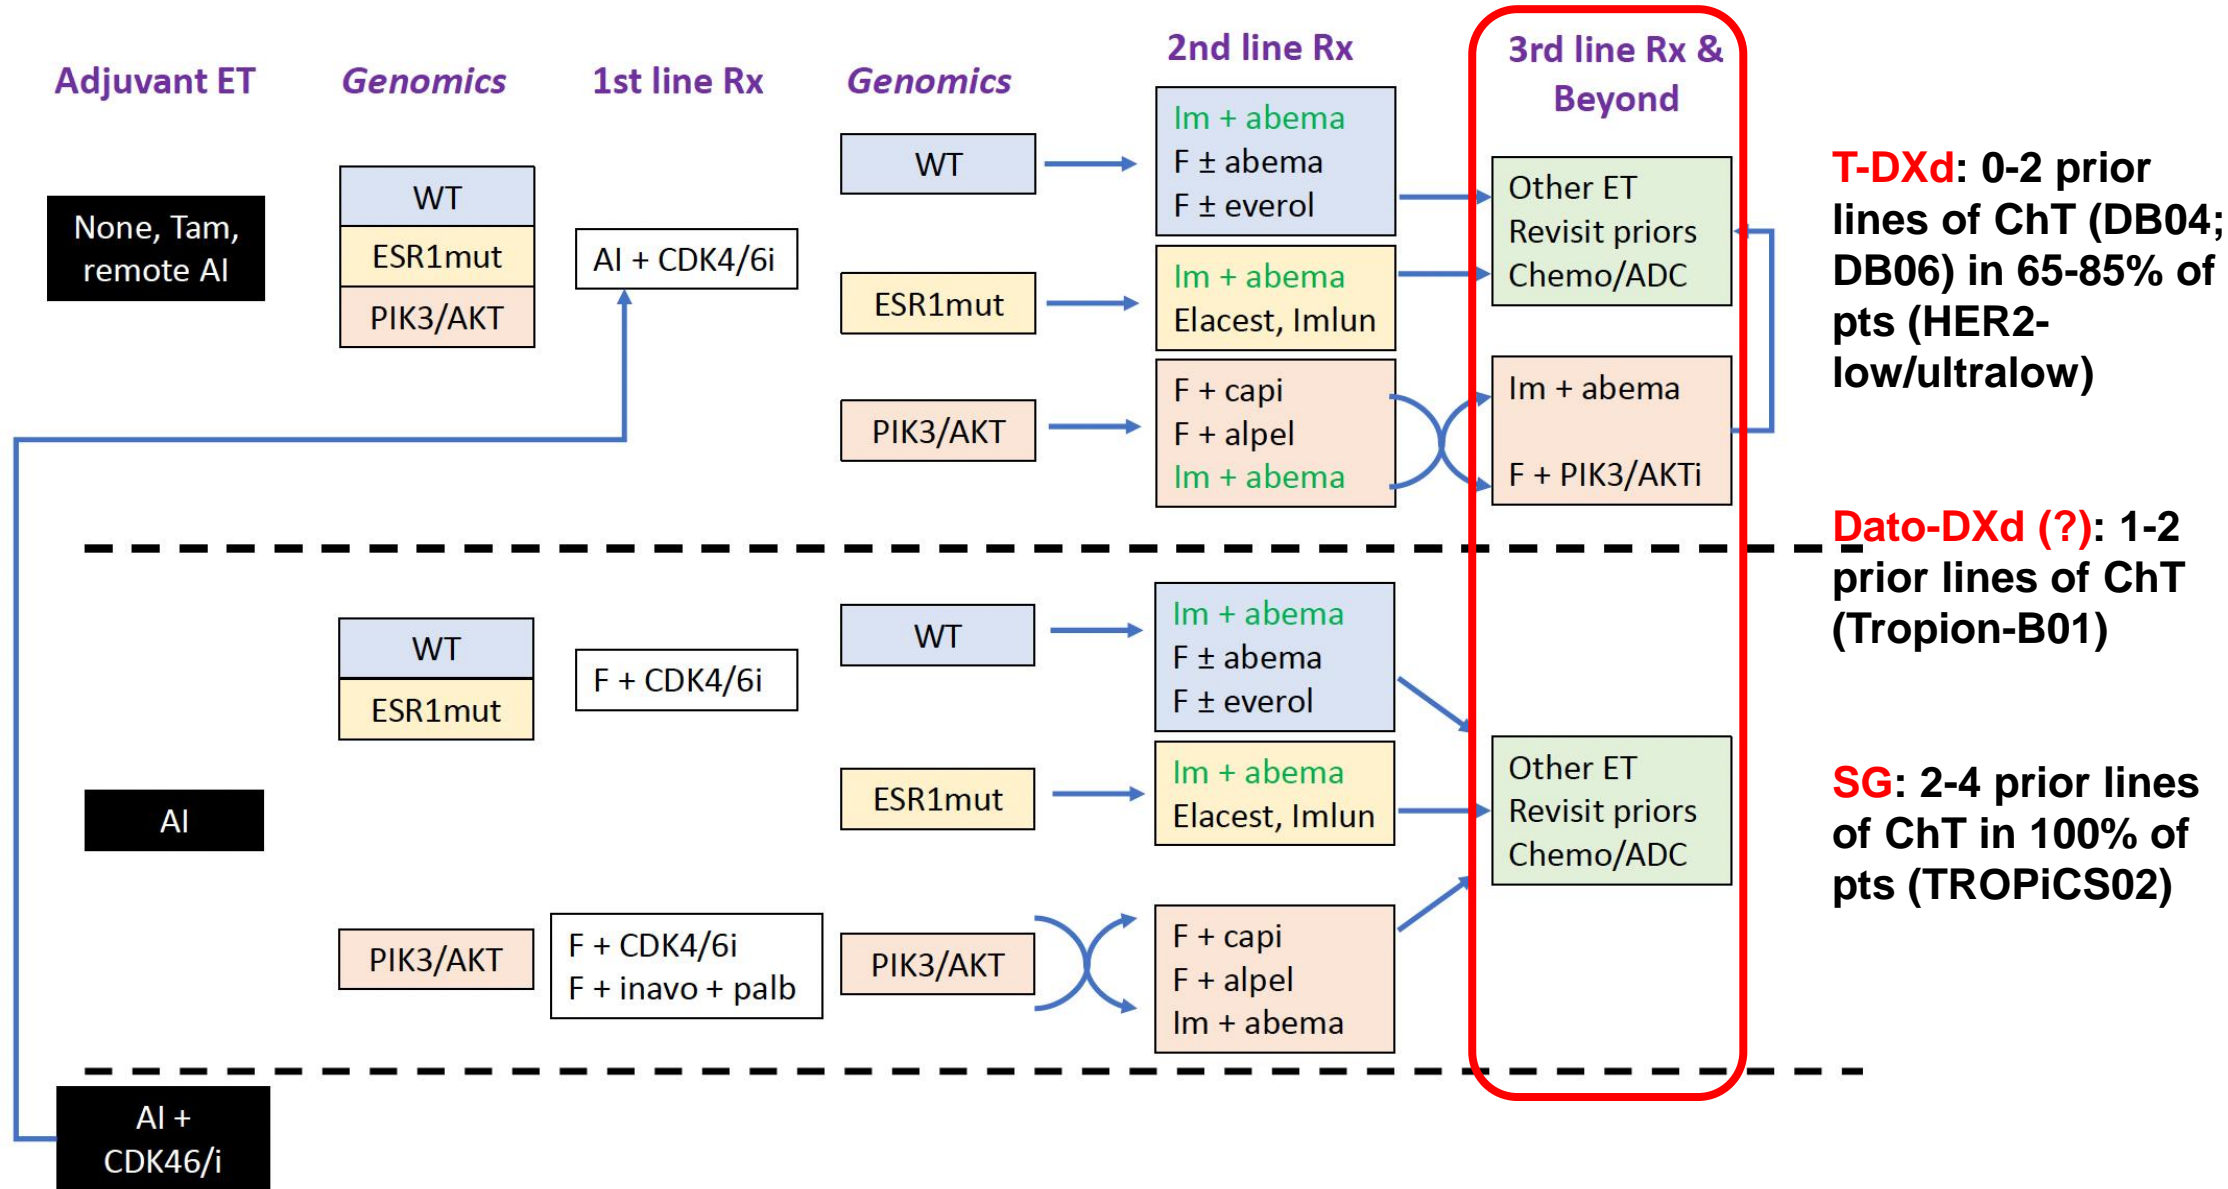 Adjuvant ET
Genomics
1st line Rx
Genomics
2nd line Rx
3rd line Rx &
Beyond
None, Tam,
remote AI
WT
ESR1mut
PIK3/AKT
AI + CDK4/6i
WT
ESR1mut
PIK3/AKT
Im + abema
F ± abema
F ± everol
Im + abema
Elacest, Imlun
F + capi
F + alpel
Im + abema
Other ET
Revisit priors
Chemo/ADC
Im + abema
F + PIK3/AKTi
T-DXd: 0-2 prior
lines of ChT (DB04;
DB06) in 65-85% of
pts (HER2-
low/ultralow)
Dato-DXd (?): 1-2
prior lines of ChT
(Tropion-B01)
SG: 2-4 prior lines
of ChT in 100% of
pts (TROPiCS02)
AI
WT
ESR1mut
PIK3/AKT
F + CDK4/6i
F + CDK4/6i
F + inavo + palb
WT
ESR1mut
PIK3/AKT
Im + abema
F ± abema
F ± everol
Im + abema
Elacest, Imlun
F + capi
F + alpel
Im + abema
Other ET
Revisit priors
Chemo/ADC
AI +
CDK46/i